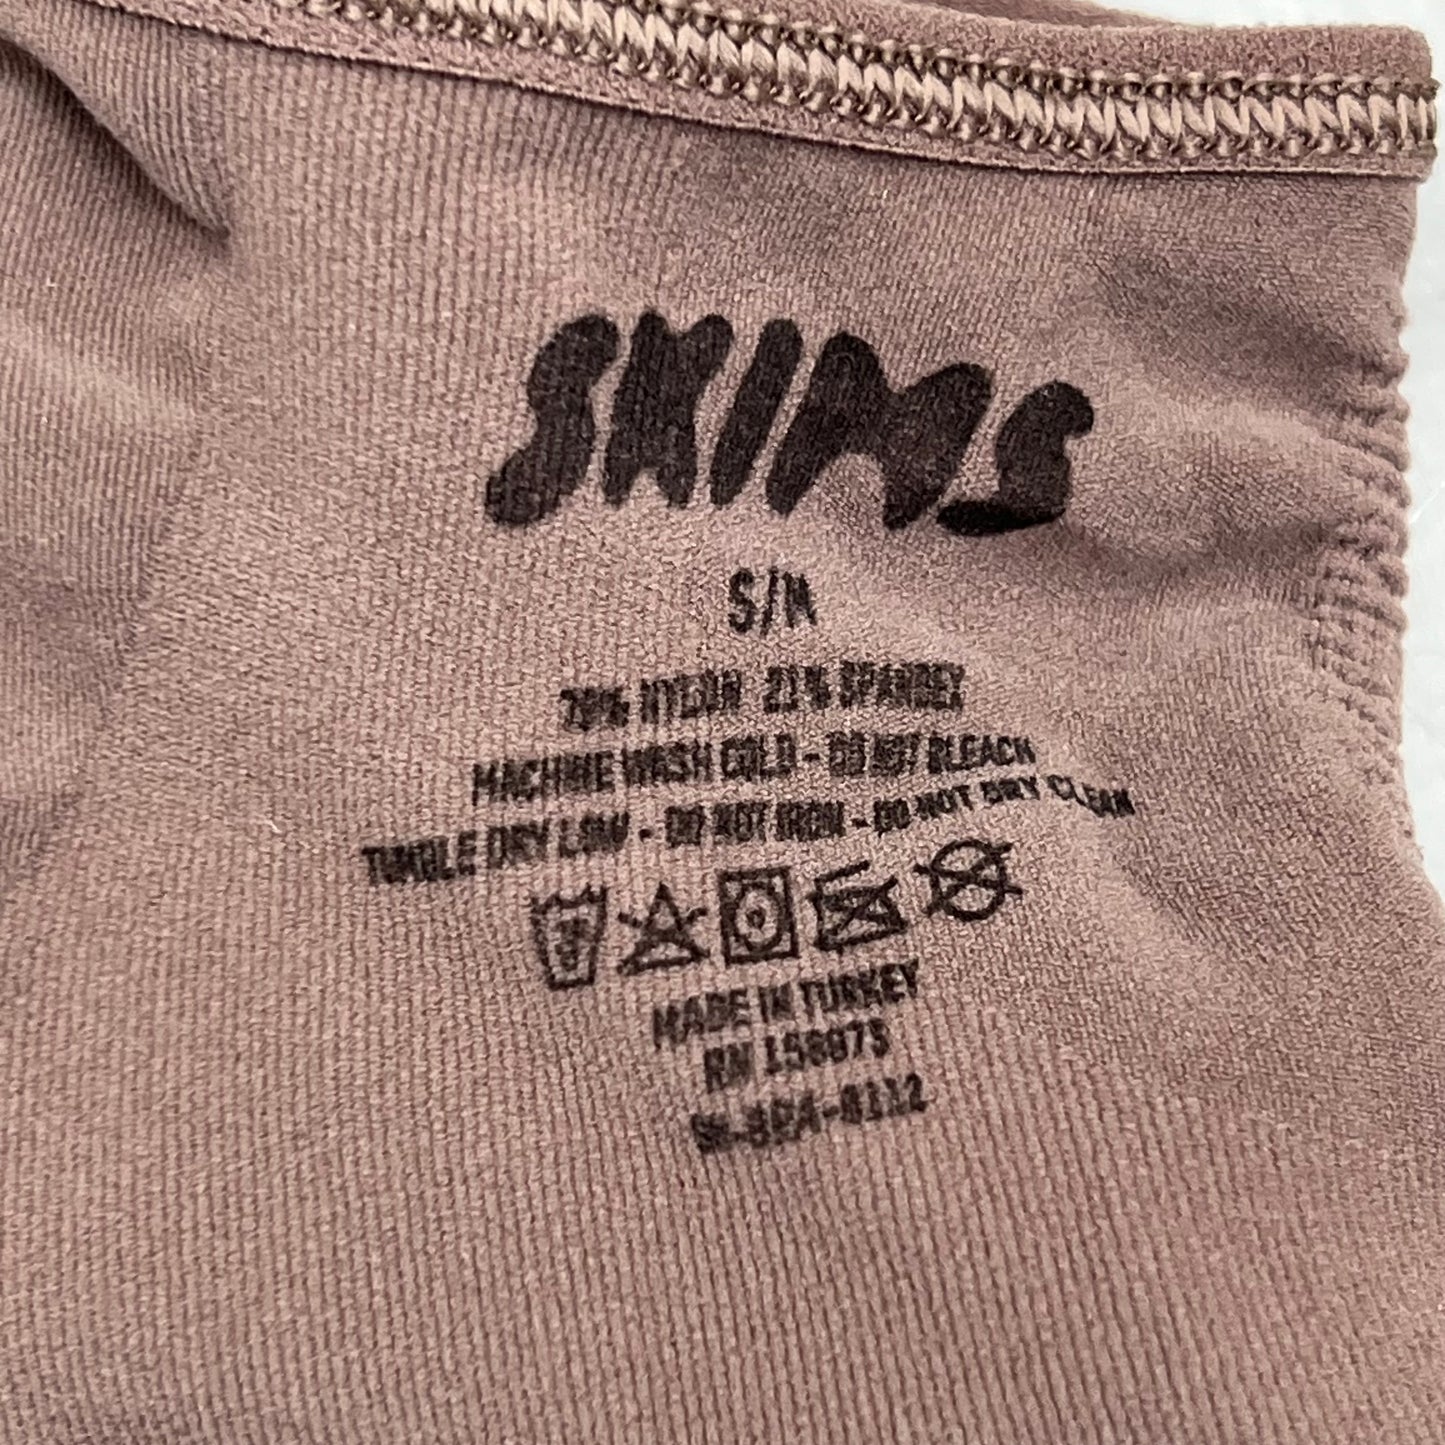 SKIMS
S/M
79% NYLON 21% SPANDEX
MACHINE WASH COLD - DO NOT BLEACH
TUMBLE DRY LOW - DO NOT IRON - DO NOT DRY CLEAN
MADE IN TURKEY
RN